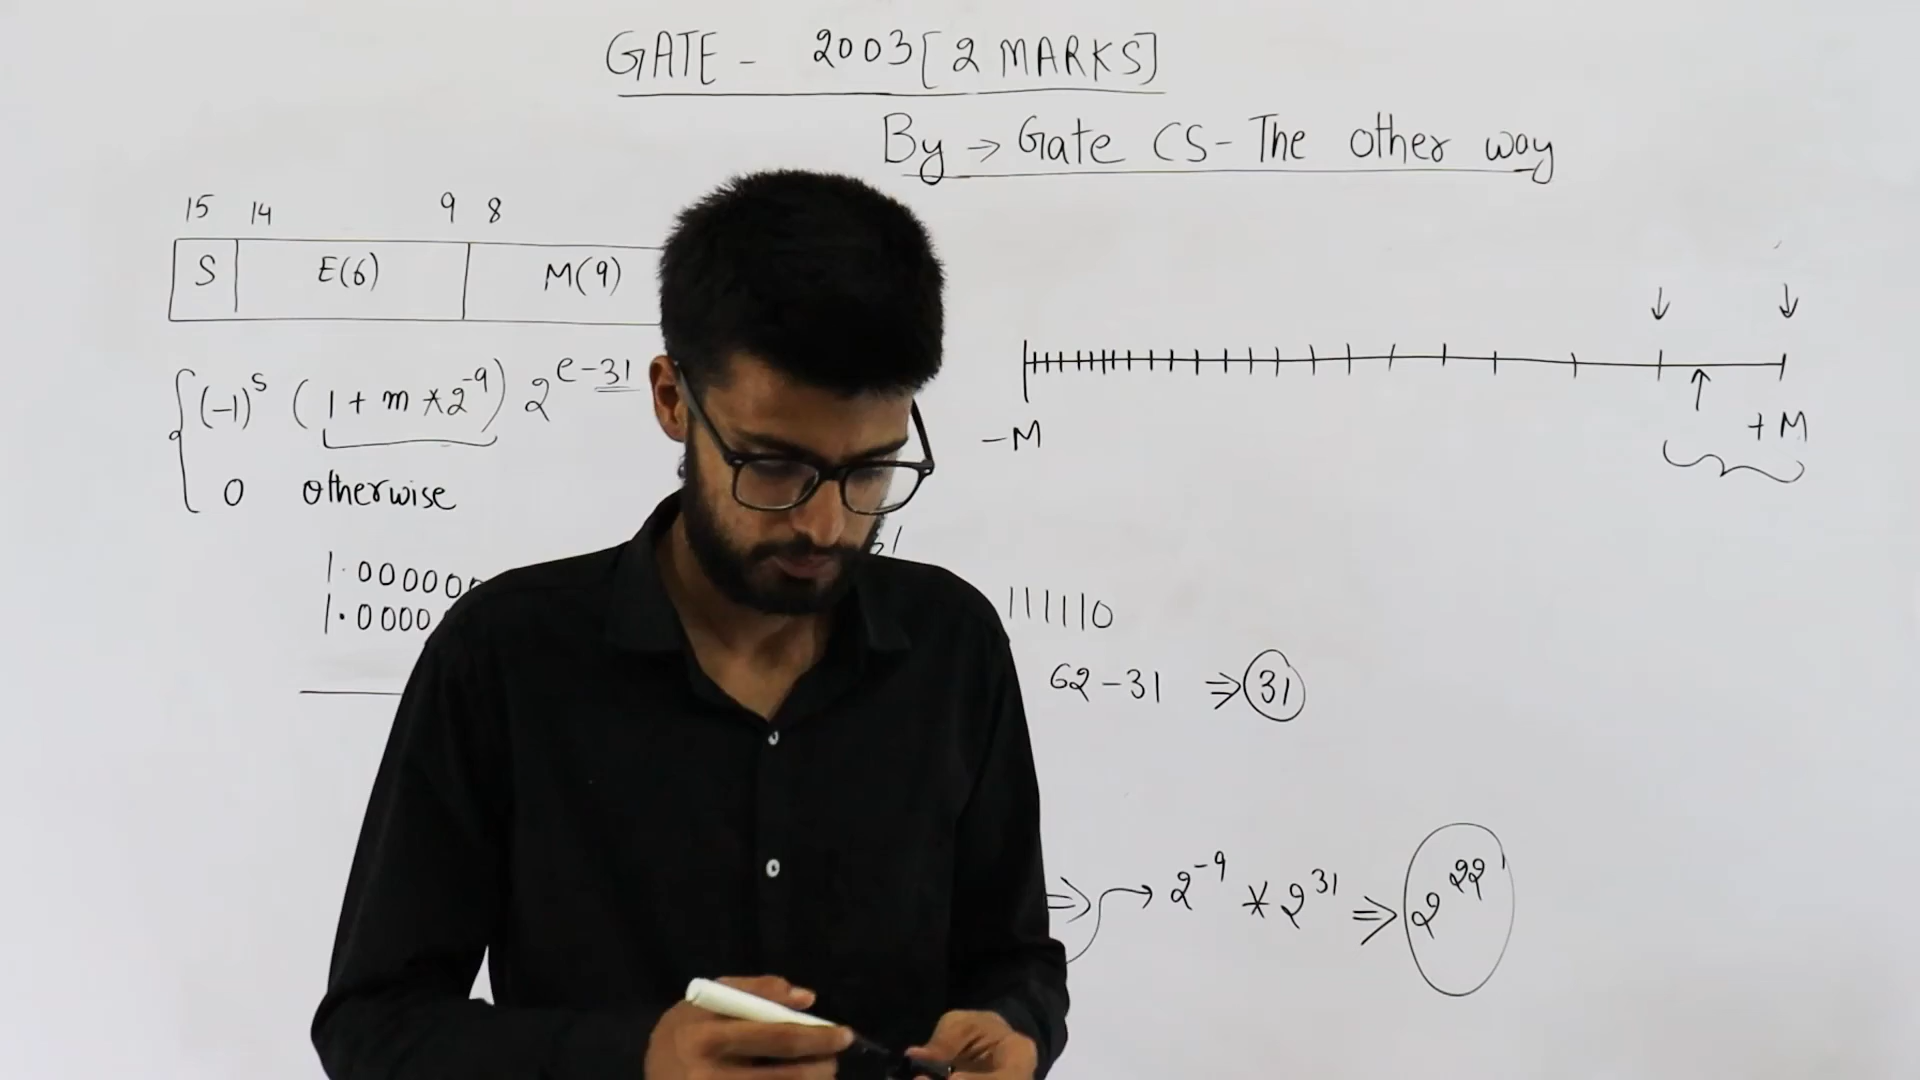 GATE - 2003 [2 MARKS]
By → Gate CS - The other way
15 14 9 8
S E(6) M(9)
(-1)^s (1 + m * 2^-9) 2^e-31
0 otherwise
-M +M
1.000000
1.0000
111110
62 - 31 ⇒ 31
⇒ → 2^-9 * 2^31 ⇒ 2^22